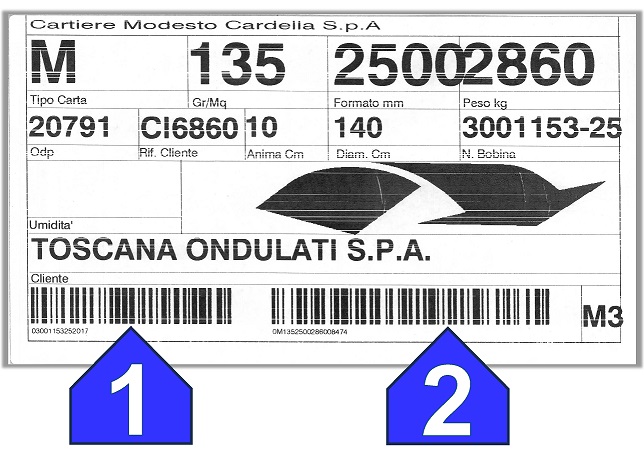 Cartiere Modesto Cardella S.p.A
M 135 2500 2860
Tipo Carta Gr/Mq Formato mm Peso kg
20791 CI6860 10 140 3001153-25
Odp Rif. Cliente Anima Cm Diam. Cm N. Bobina
Umidita'
TOSCANA ONDULATI S.P.A.
Cliente
03001153252017 0M1352500286008474
M3
1 2